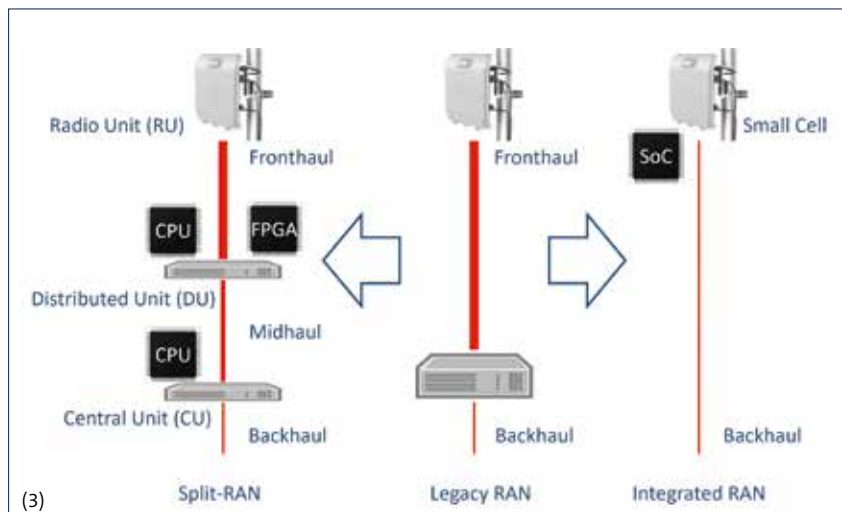 Radio Unit (RU)
Fronthaul
Fronthaul
Small Cell
SoC
CPU
FPGA
Distributed Unit (DU)
Midhaul
CPU
Central Unit (CU)
Backhaul
Backhaul
Backhaul
(3)
Split-RAN
Legacy RAN
Integrated RAN